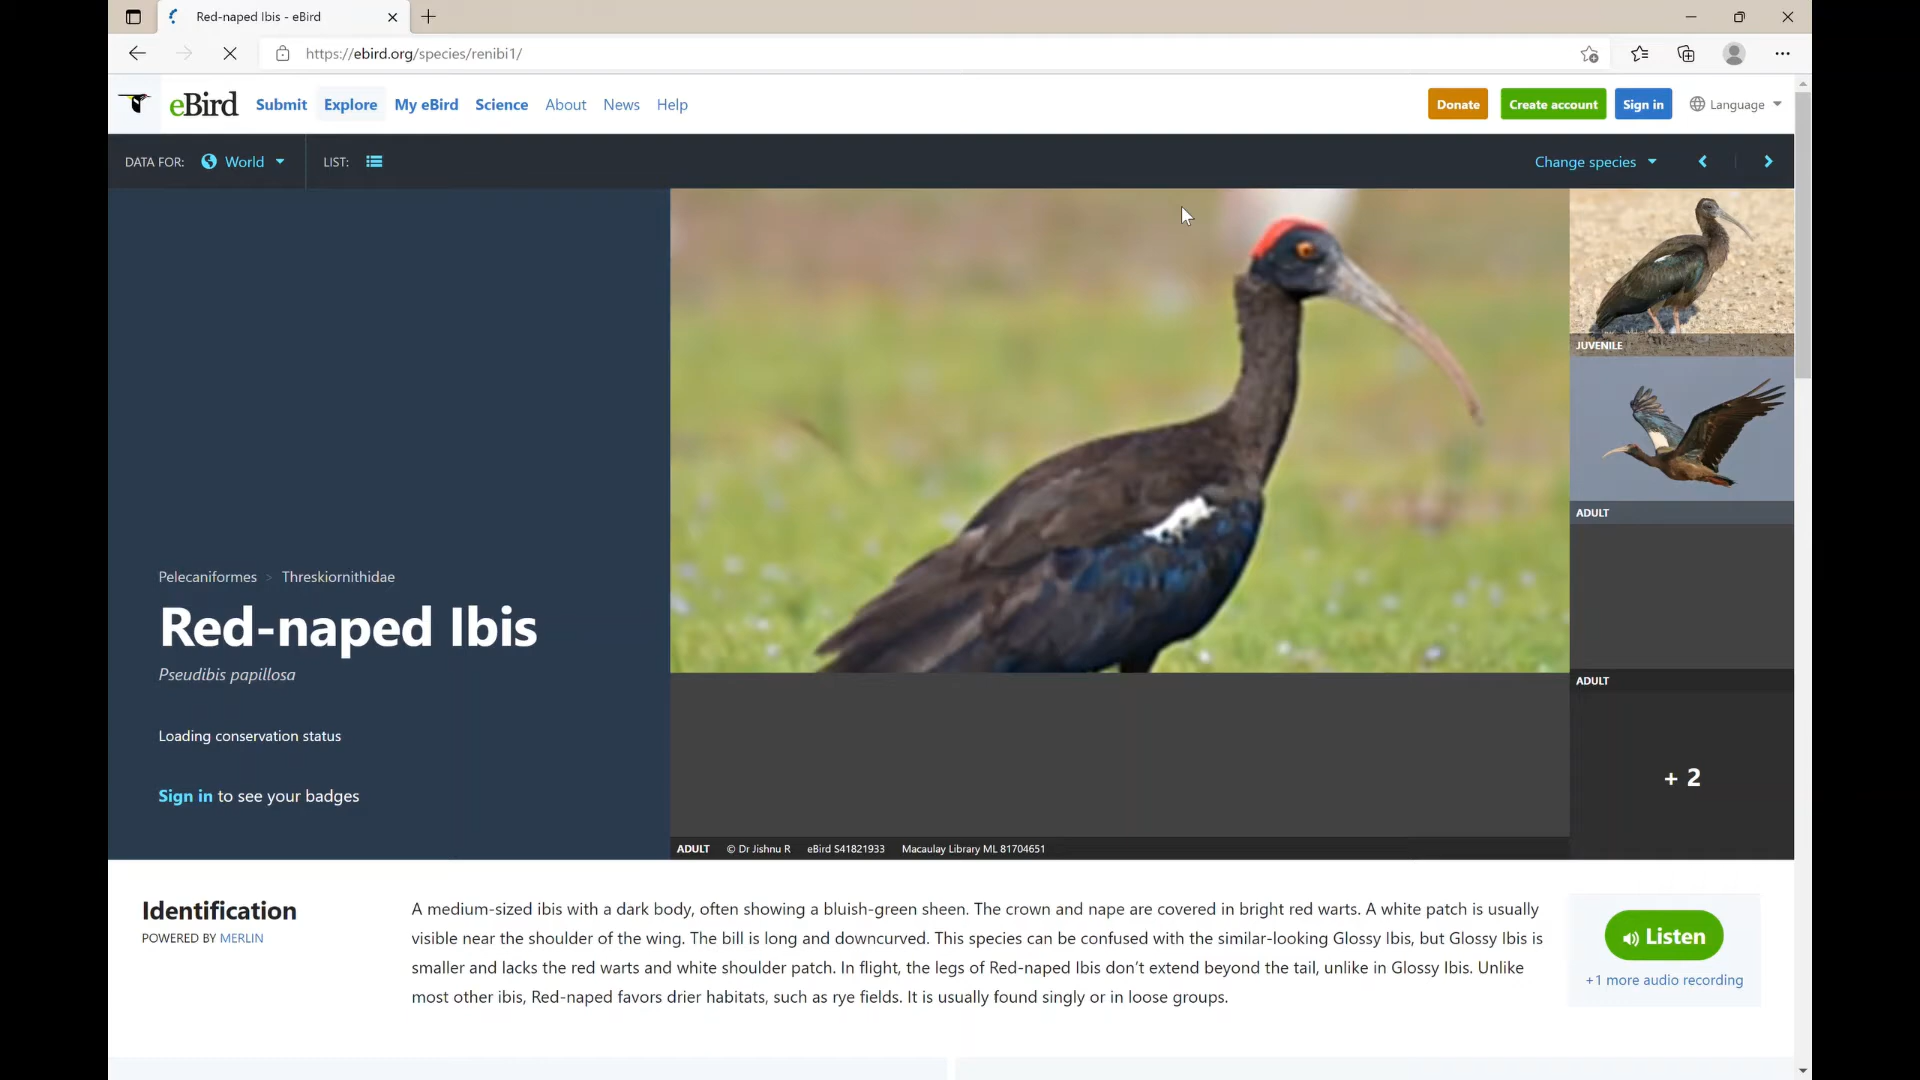 Red-naped Ibis - eBird
https://ebird.org/species/renibi1/
eBird Submit Explore My eBird Science About News Help Donate Create account Sign in Language
DATA FOR: World LIST: Change species
JUVENILE
ADULT
Pelecaniformes > Threskiornithidae
Red-naped Ibis
Pseudibis papillosa
ADULT
Loading conservation status
+ 2
Sign in to see your badges
ADULT © Dr Jishnu R eBird S41821933 Macaulay Library ML 81704651
Identification
POWERED BY MERLIN
A medium-sized ibis with a dark body, often showing a bluish-green sheen. The crown and nape are covered in bright red warts. A white patch is usually
visible near the shoulder of the wing. The bill is long and downcurved. This species can be confused with the similar-looking Glossy Ibis, but Glossy Ibis is
smaller and lacks the red warts and white shoulder patch. In flight, the legs of Red-naped Ibis don't extend beyond the tail, unlike in Glossy Ibis. Unlike
most other ibis, Red-naped favors drier habitats, such as rye fields. It is usually found singly or in loose groups.
Listen
+1 more audio recording